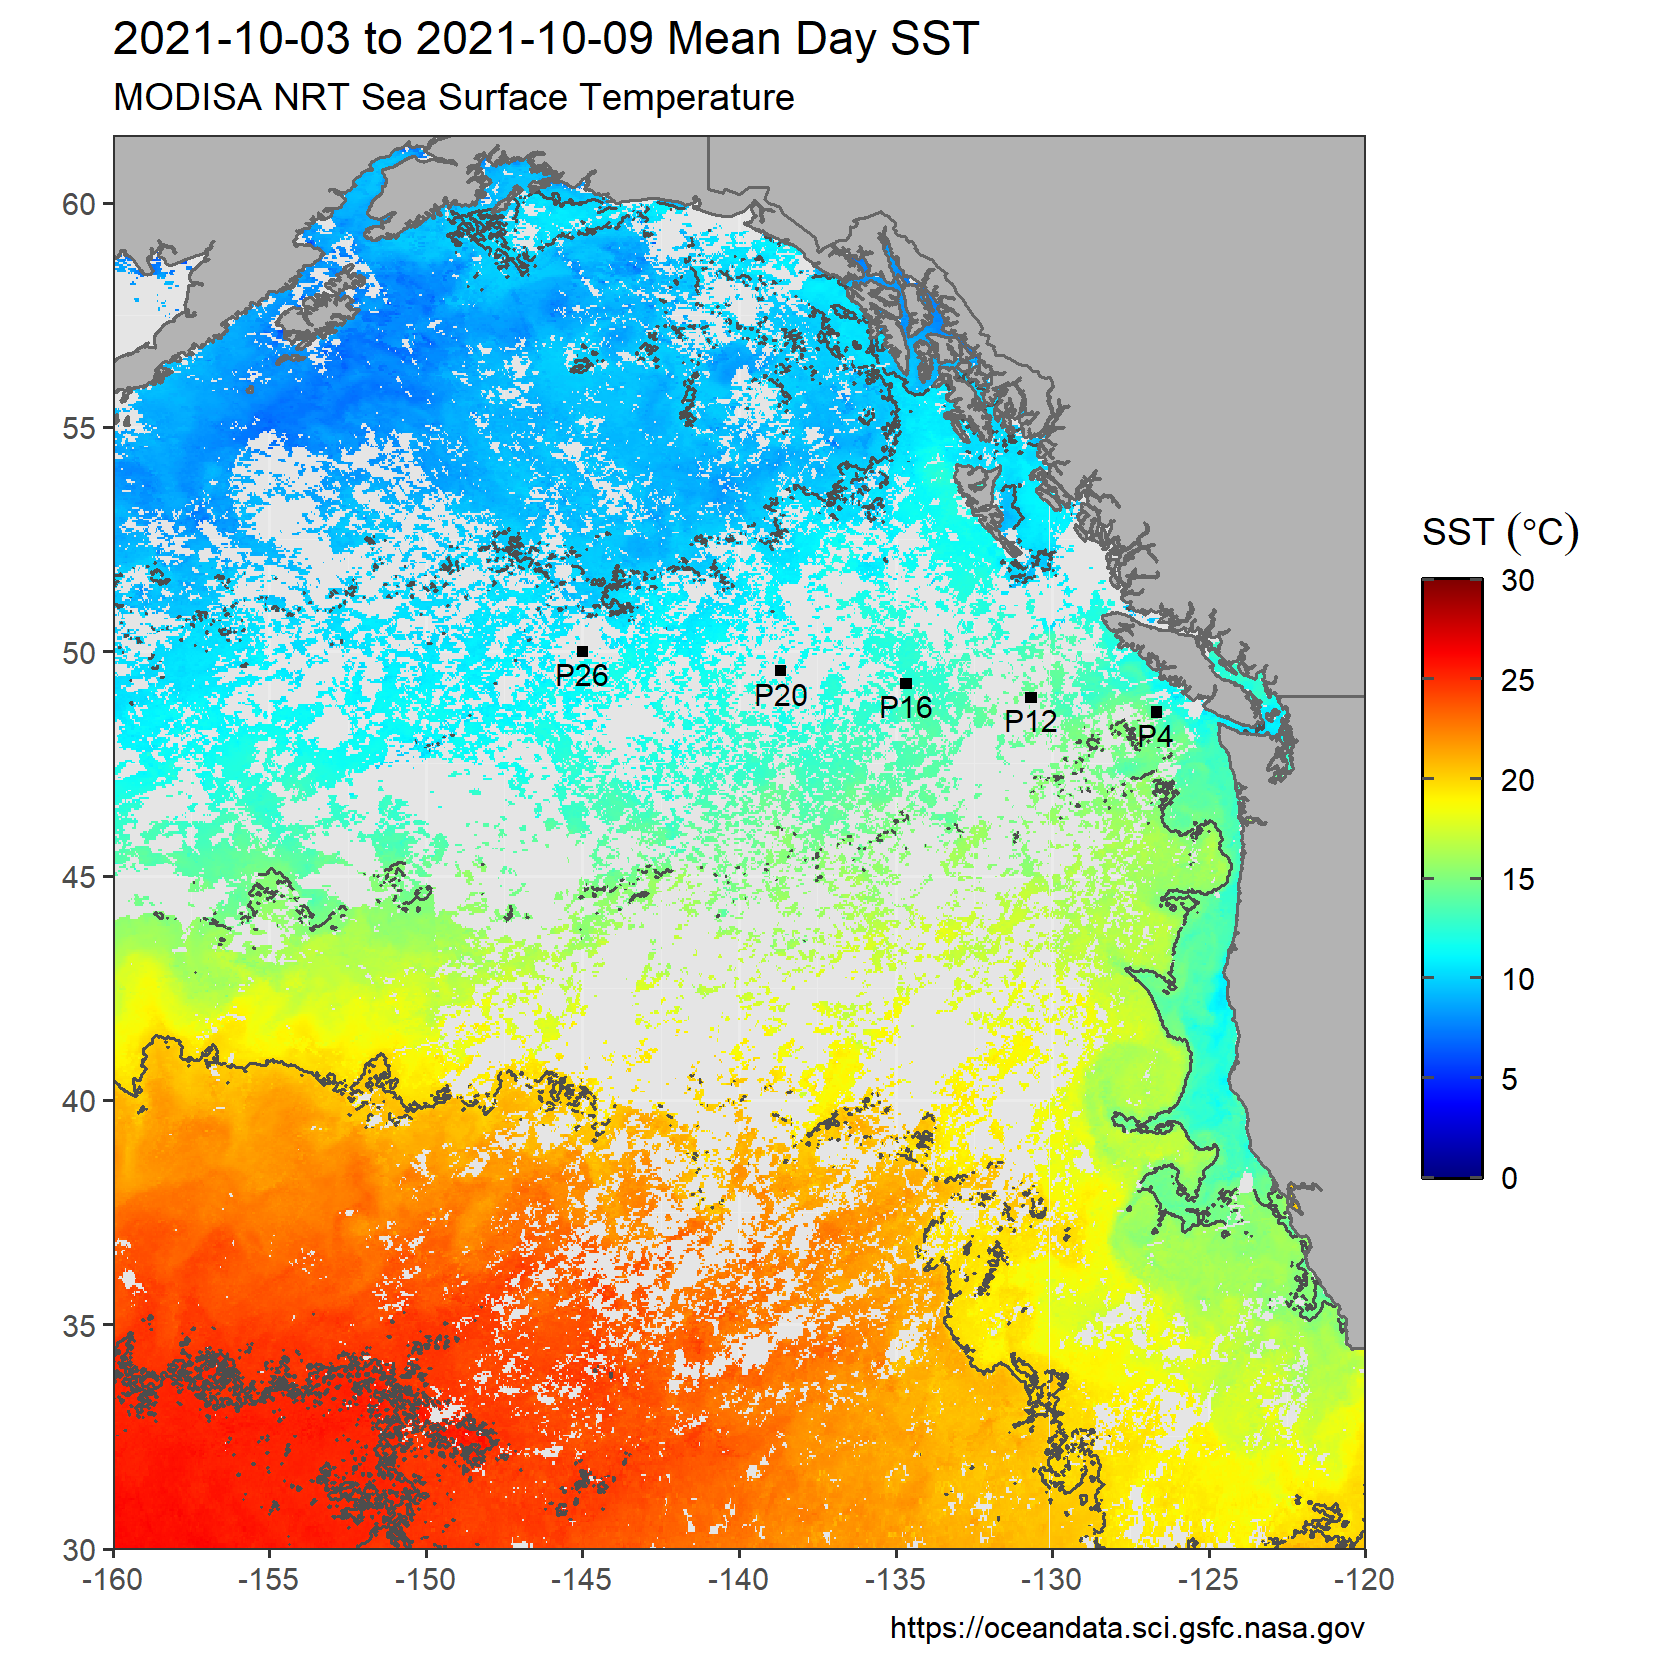 2021-10-03 to 2021-10-09 Mean Day SST
MODISA NRT Sea Surface Temperature
60
55
50
45
40
35
30
P26
P20
P16
P12
P4
-160 -155 -150 -145 -140 -135 -130 -125 -120
SST (°C)
30
25
20
15
10
5
0
https://oceandata.sci.gsfc.nasa.gov